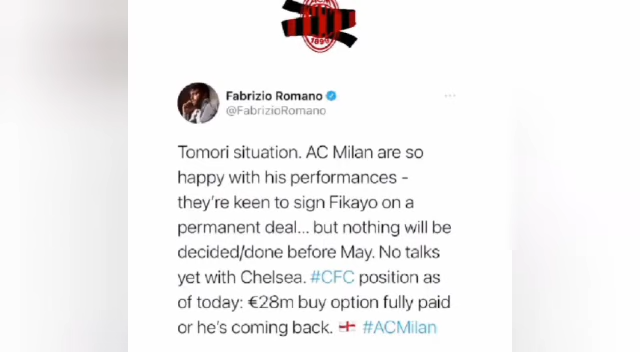 1899
Fabrizio Romano
@FabrizioRomano
Tomori situation. AC Milan are so
happy with his performances -
they're keen to sign Fikayo on a
permanent deal... but nothing will be
decided/done before May. No talks
yet with Chelsea. #CFC position as
of today: €28m buy option fully paid
or he's coming back. 🏴󠁧󠁢󠁥󠁮󠁧󠁿 #ACMilan